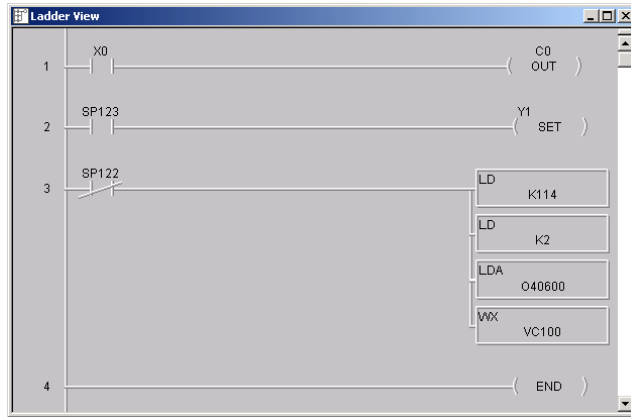 Ladder View
X0
C0
1
OUT
SP123
Y1
2
SET
SP122
3
LD
K114
LD
K2
LDA
O40600
WX
VC100
4
END